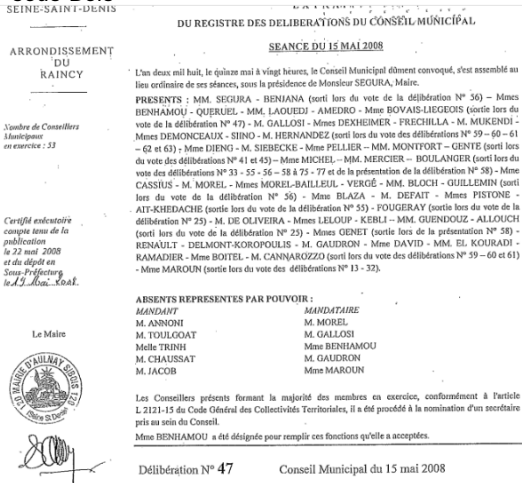 SEINE-SAINT-DENIS
ARRONDISSEMENT
DU
RAINCY
Nombre de Conseillers
Municipaux
en exercice : 53
Certifié exécutoire
compte tenu de la
publication
le 22 mai 2008
et du dépôt en
Sous-Préfecture
le 19 Mai 2008
Le Maire
MAIRIE D'AULNAY
DU REGISTRE DES DELIBERATIONS DU CONSEIL MUNICIPAL
SEANCE DU 15 MAI 2008
L'an deux mil huit, le quinze mai à vingt heures, le Conseil Municipal dûment convoqué, s'est assemblé au
lieu ordinaire de ses séances, sous la présidence de Monsieur SEGURA, Maire.
PRESENTS : MM. SEGURA - BENJANA (sorti lors du vote de la délibération N° 56) – Mmes
BENHAMOU - QUERUEL - MM. LAOUEDJ - AMEDRO - Mme BOVAIS-LIEGEOIS (sortie lors du
vote de la délibération N° 47) - M. GALLOSI - Mmes DEXHEIMER - FRECHILLA - M. MUKENDI -
Mmes DEMONCEAUX - SIINO - M. HERNANDEZ (sorti lors du vote des délibérations N° 59 – 60 – 61
– 62 et 63) - Mme DIENG - M. SIEBECKE - Mme PELLIER – MM. MONTFORT - GENTE (sorti lors
du vote des délibérations N° 41 et 45) – Mme MICHEL – MM. MERCIER – BOULANGER (sorti lors du
vote des délibérations N° 33 - 55 - 56 – 58 & 75 - 77 et de la présentation de la délibération N° 58) - Mme
CASSIUS - M. MOREL - Mmes MOREL-BAILLEUL - VERGÉ – MM. BLOCH - GUILLEMIN (sorti
lors du vote de la délibération N° 56) - Mme BLAZA - M. DEFAIT - Mmes PISTONE -
AIT-KHEDACHE (sortie lors du vote de la délibération N° 55) - FOUGERAY (sortie lors du vote de la
délibération N° 25) - M. DE OLIVEIRA - Mmes LELOUP - KEBLI – MM. GUENDOUZ - ALLOUCH
(sorti lors du vote de la délibération N° 25) - Mmes GENET (sortie lors de la présentation N° 58) -
RENAULT - DELMONT-KOROPOULIS - M. GAUDRON - Mme DAVID - MM. EL KOURADI -
RAMADIER - Mme BOITEL - M. CANNAROZZO (sorti lors du vote des délibérations N° 59 – 60 et 61)
- Mme MAROUN (sortie lors du vote des délibérations N° 13 - 32).
ABSENTS REPRESENTES PAR POUVOIR :
MANDANT MANDATAIRE
M. ANNONI M. MOREL
M. TOULGOAT M. GALLOSI
Melle TRINH Mme BENHAMOU
M. CHAUSSAT M. GAUDRON
M. JACOB Mme MAROUN
Les Conseillers présents formant la majorité des membres en exercice, conformément à l'article
L 2121-15 du Code Général des Collectivités Territoriales, il a été procédé à la nomination d'un secrétaire
pris au sein du Conseil.
Mme BENHAMOU a été désignée pour remplir ces fonctions qu'elle a acceptées.
Délibération N° 47 Conseil Municipal du 15 mai 2008